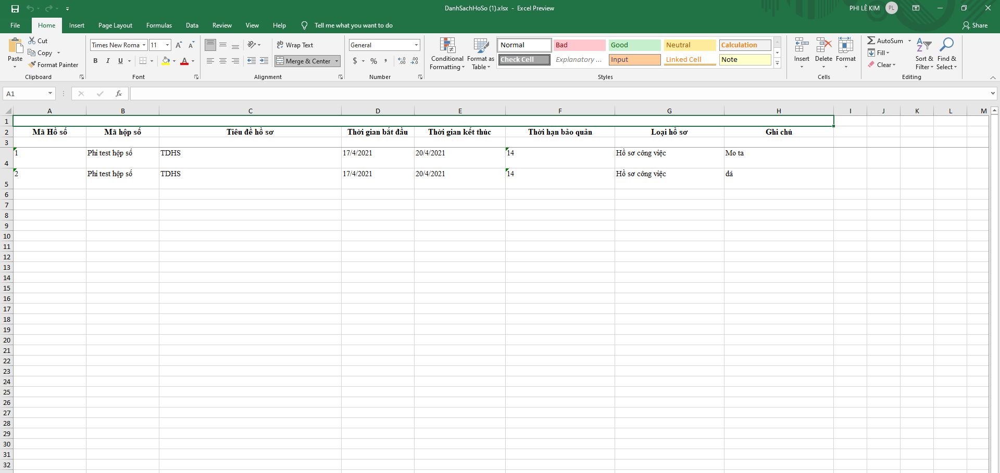 DanhSachHoSo (1).xlsx - Excel Preview
PHI LÊ KIM PL
File Home Insert Page Layout Formulas Data Review View Help Tell me what you want to do Share
Paste
Cut
Copy
Format Painter
Clipboard
Times New Roma 11
B I U
Font
Wrap Text
Merge & Center
Alignment
General
$ % ,
Number
Conditional Formatting
Format as Table
Normal Bad Good Neutral Calculation
Check Cell Explanatory ... Input Linked Cell Note
Styles
Insert Delete Format
Cells
AutoSum
Fill
Clear
Sort & Filter
Find & Select
Editing
A1 fx
A B C D E F G H I J K L M
1
2 Mã Hồ số Mã hộp số Tiêu đề hồ sơ Thời gian bắt đầu Thời gian kết thúc Thời hạn bảo quản Loại hồ sơ Ghi chú
3
4 1 Phi test hộp số TDHS 17/4/2021 20/4/2021 14 Hồ sơ công việc Mo ta
5 2 Phi test hộp số TDHS 17/4/2021 20/4/2021 14 Hồ sơ công việc dá
6
7
8
9
10
11
12
13
14
15
16
17
18
19
20
21
22
23
24
25
26
27
28
29
30
31
32